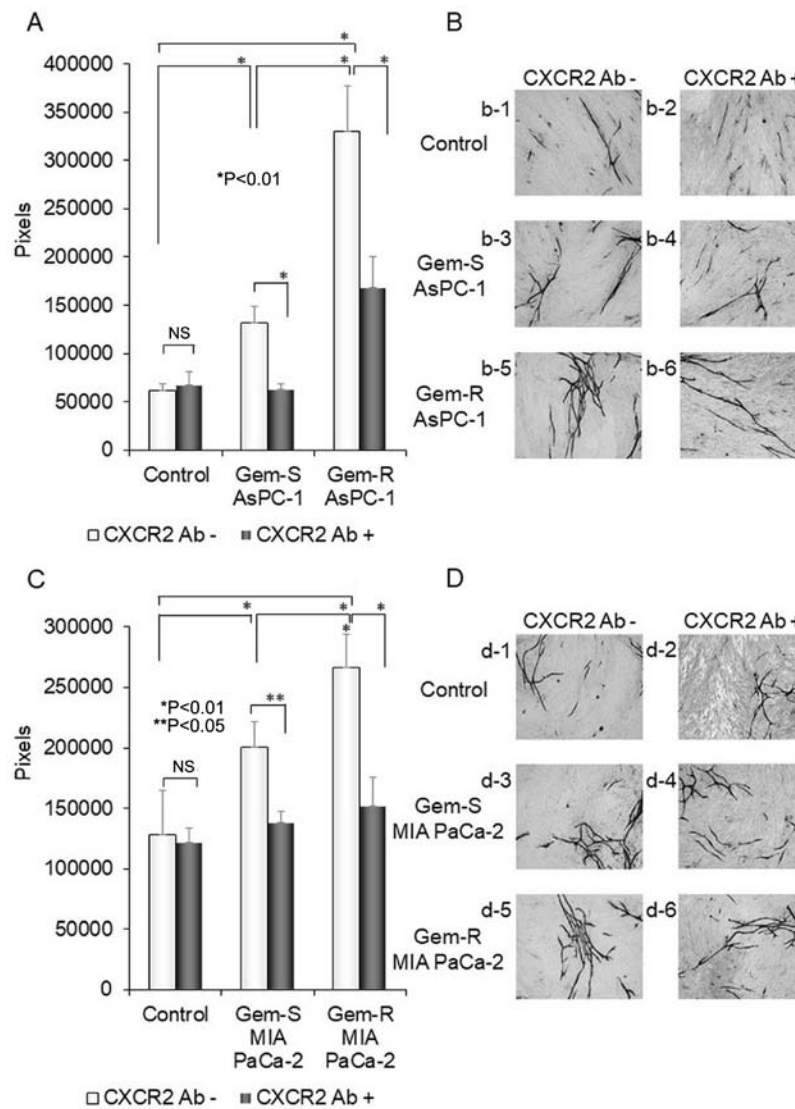 A
*
*
*
*
400000
350000
300000
250000
200000
150000
100000
50000
0
Pixels
*P<0.01
NS
*
Control
Gem-S
AsPC-1
Gem-R
AsPC-1
CXCR2 Ab -
CXCR2 Ab +
B
CXCR2 Ab -
CXCR2 Ab +
b-1
b-2
Control
b-3
b-4
Gem-S
AsPC-1
b-5
b-6
Gem-R
AsPC-1
C
*
*
*
*
300000
250000
200000
150000
100000
50000
0
Pixels
*P<0.01
**P<0.05
NS
**
Control
Gem-S
MIA
PaCa-2
Gem-R
MIA
PaCa-2
CXCR2 Ab -
CXCR2 Ab +
D
CXCR2 Ab -
CXCR2 Ab +
d-1
d-2
Control
d-3
d-4
Gem-S
MIA PaCa-2
d-5
d-6
Gem-R
MIA PaCa-2